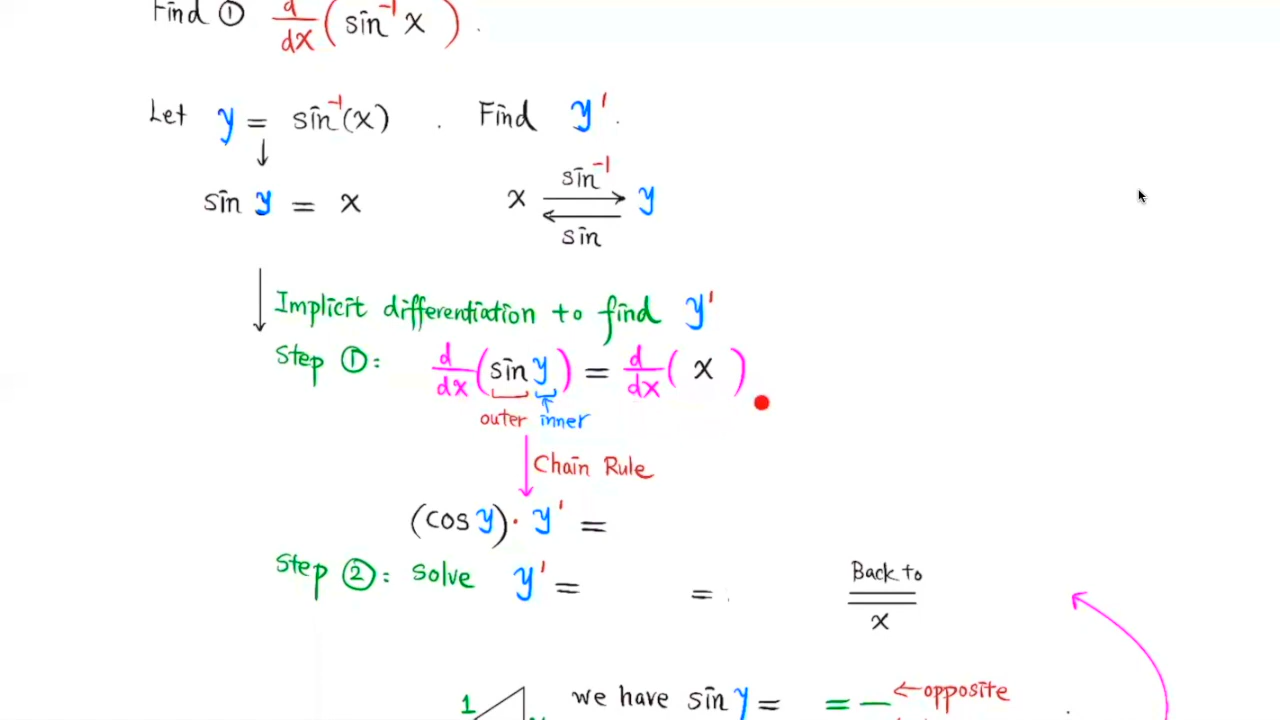 Find ① d/dx (sin⁻¹ x).
Let y = sin⁻¹(x). Find y'.
↓
sin y = x   x ⇄ y   sin⁻¹   sin
↓ Implicit differentiation to find y'
Step ①: d/dx (sin y) = d/dx ( x )
outer inner
↓ Chain Rule
(cos y) · y' =
Step ②: solve y' =   =   Back to
x
1   we have sin y =   = — ← opposite